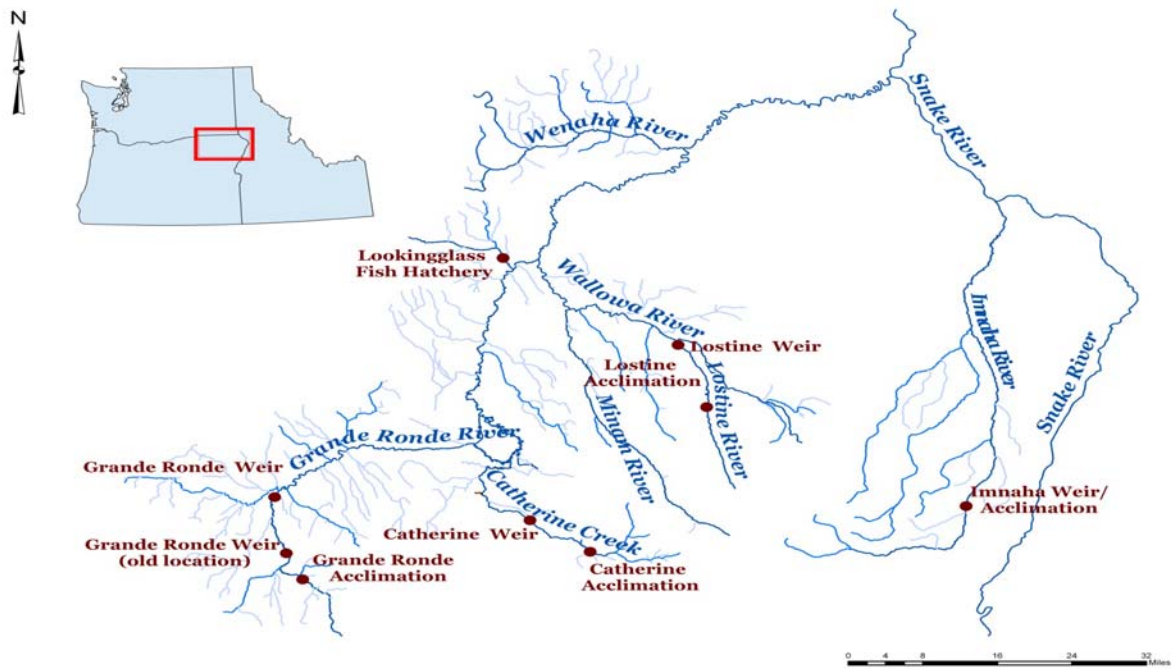 N
Wenaha River
Snake River
Lookingglass
Fish Hatchery
Wallowa River
Imnaha River
Lostine Weir
Lostine
Acclimation
Lostine River
Minam River
Snake River
Grande Ronde River
Grande Ronde Weir
Catherine Creek
Imnaha Weir/
Acclimation
Catherine Weir
Grande Ronde Weir
(old location)
Grande Ronde
Acclimation
Catherine
Acclimation
0 4 8 16 24 32
Miles